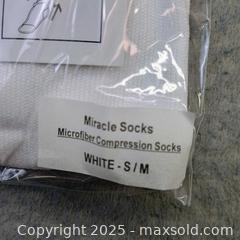 Miracle Socks
Microfiber Compression Socks
WHITE - S / M
Copyright 2025 - maxsold.com